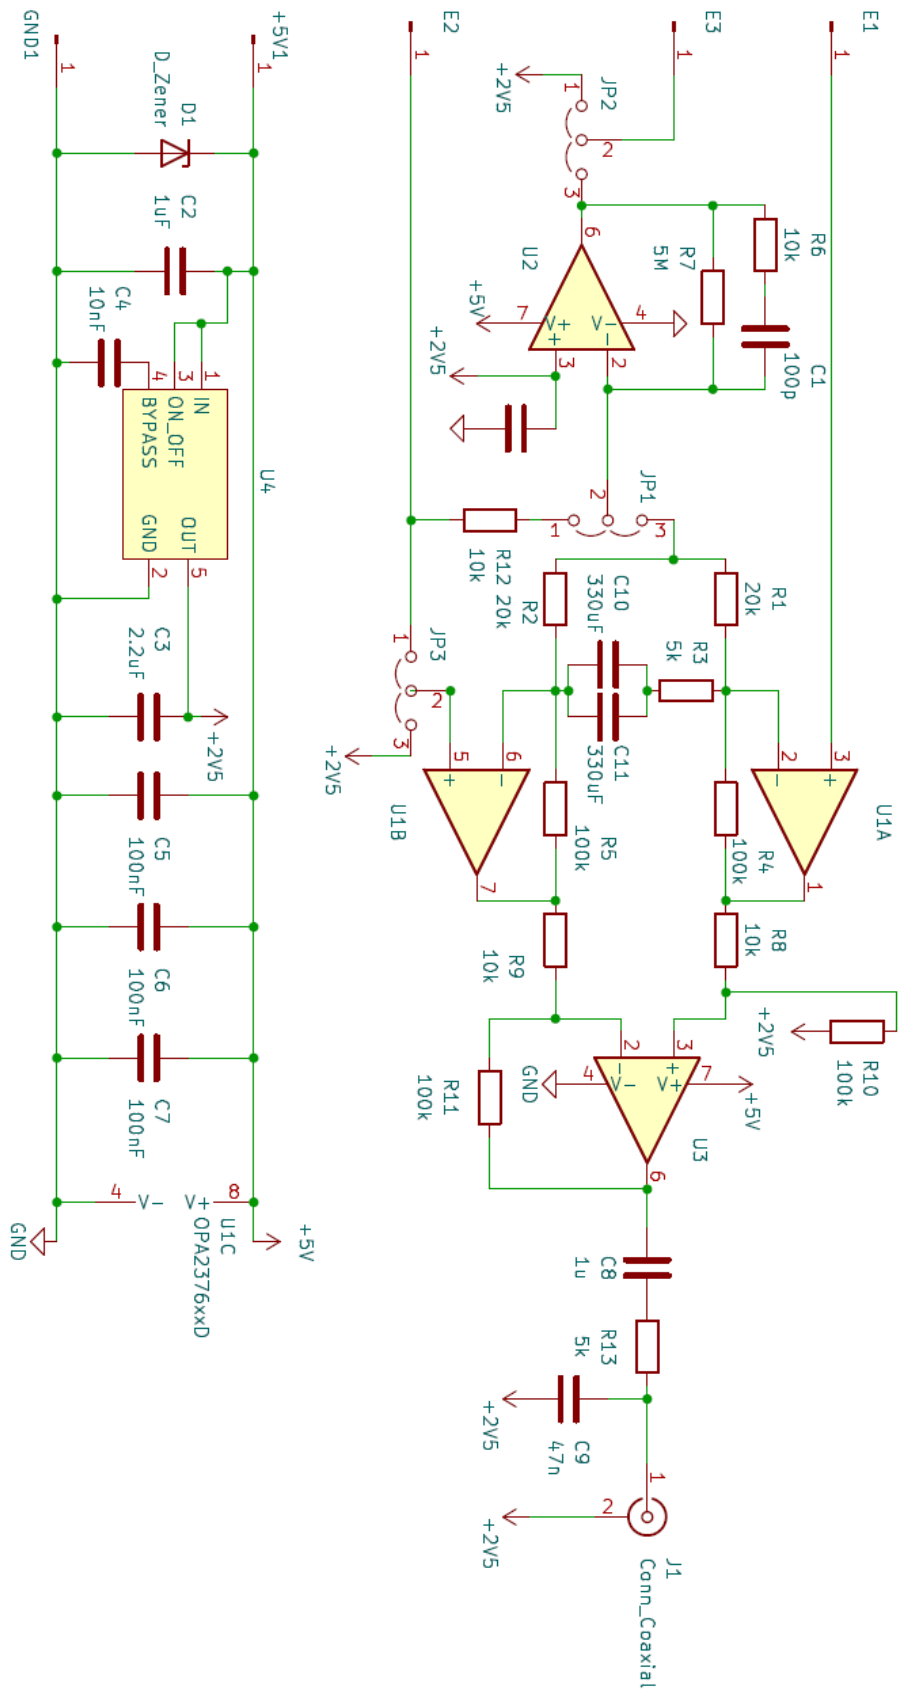 E1
1
E3
1
E2
1
JP2
1
2
3
+2V5
R6
10k
C1
100p
R7
5M
U2
6
7
V+
+5V
V-
4
+
3
-
2
+2V5
JP1
2
1
3
R12
10k
R1
20k
R2
20k
R3
5k
C10
330uF
C11
330uF
JP3
1
2
3
+2V5
U1A
3
+
2
-
1
U1B
5
+
6
-
7
R4
100k
R5
100k
R8
10k
R9
10k
R10
100k
+2V5
R11
100k
U3
3
+
2
-
7
V+
+5V
4
V-
GND
6
C8
1u
R13
5k
C9
47n
+2V5
J1
Conn_Coaxial
1
2
+2V5
+5V1
1
GND1
1
D1
D_Zener
C2
1uF
C4
10nF
U4
1
IN
3
ON_OFF
4
BYPASS
OUT
5
GND
2
C3
2.2uF
+2V5
C5
100nF
C6
100nF
C7
100nF
U1C
OPA2376xxD
8
V+
4
V-
+5V
GND